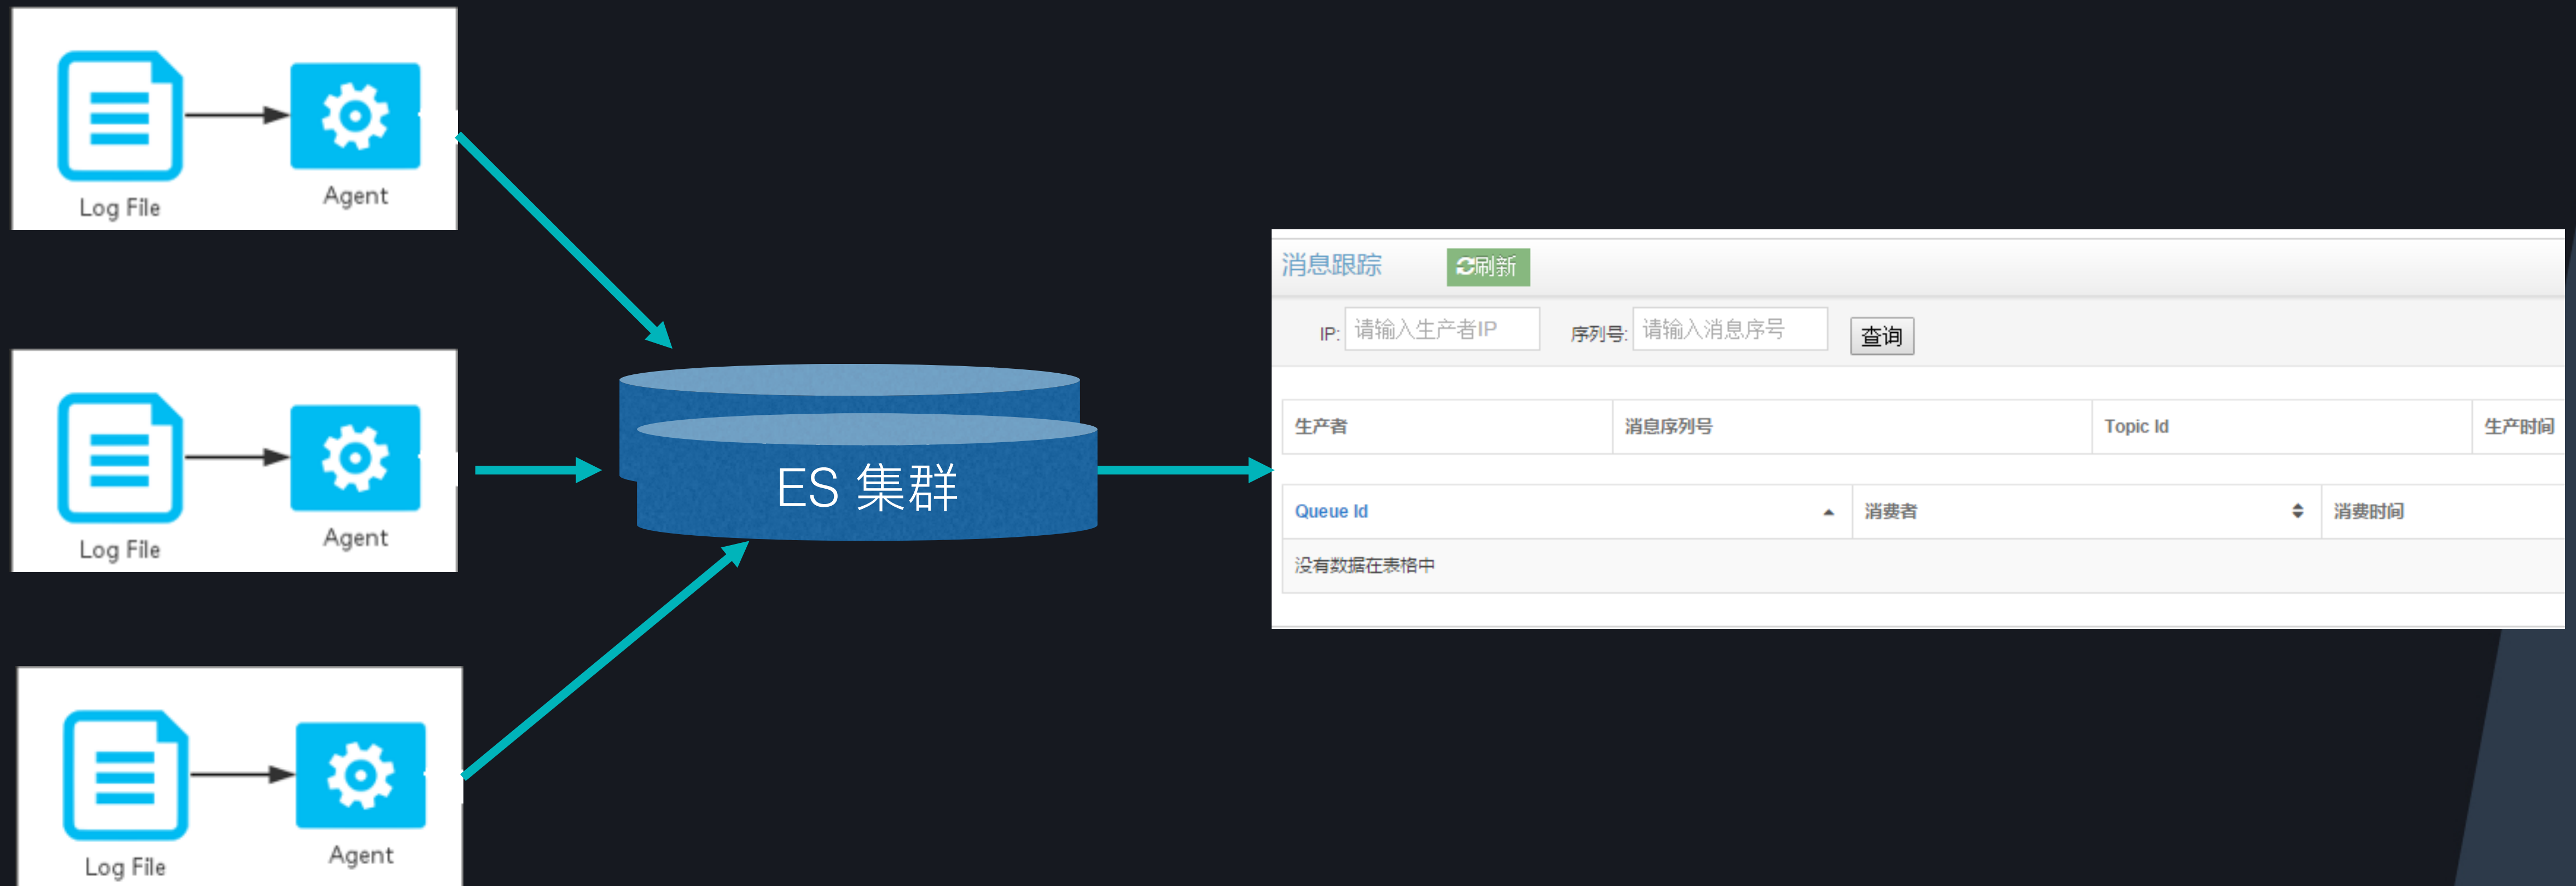 Log File
Agent
Log File
Agent
Log File
Agent
ES 集群
消息跟踪 刷新
IP: 请输入生产者IP 序列号: 请输入消息序号 查询
生产者 消息序列号 Topic Id 生产时间
Queue Id 消费者 消费时间
没有数据在表格中